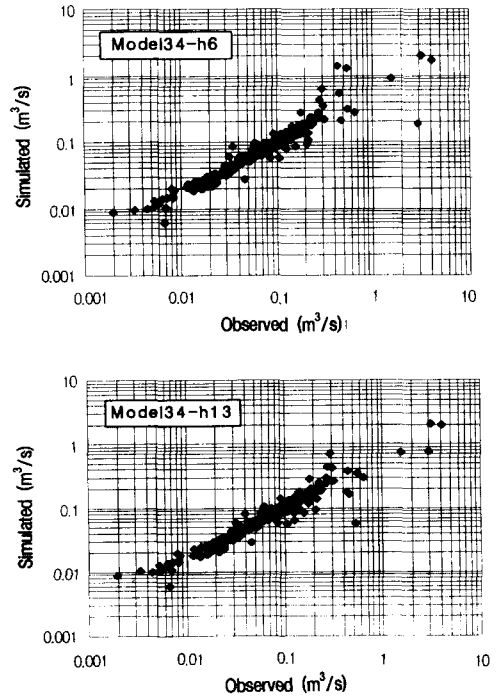 10
Model34-h6
1
Simulated (m³/s)
0.1
0.01
0.001
0.001 0.01 0.1 1 10
Observed (m³/s)
10
Model34-h13
1
Simulated (m³/s)
0.1
0.01
0.001
0.001 0.01 0.1 1 10
Observed (m³/s)